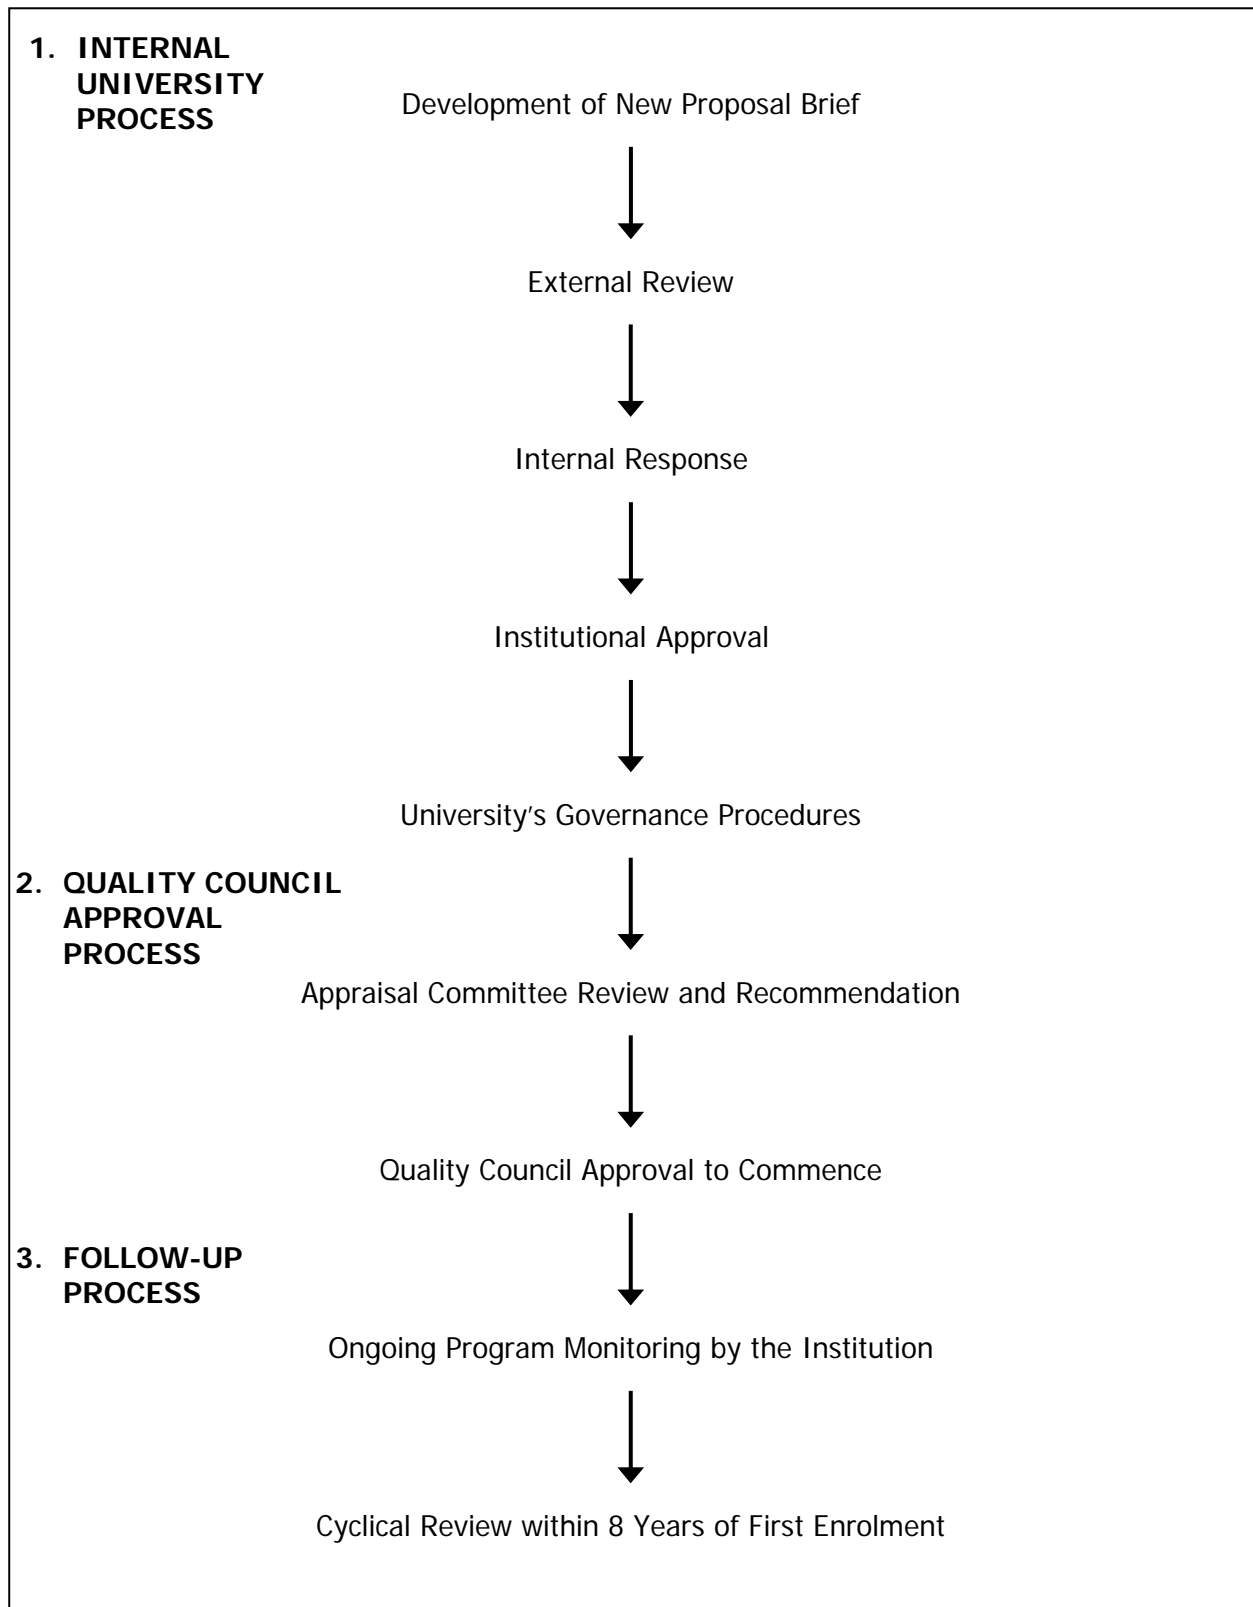 1. INTERNAL
UNIVERSITY
PROCESS
Development of New Proposal Brief
External Review
Internal Response
Institutional Approval
University's Governance Procedures
2. QUALITY COUNCIL
APPROVAL
PROCESS
Appraisal Committee Review and Recommendation
Quality Council Approval to Commence
3. FOLLOW-UP
PROCESS
Ongoing Program Monitoring by the Institution
Cyclical Review within 8 Years of First Enrolment